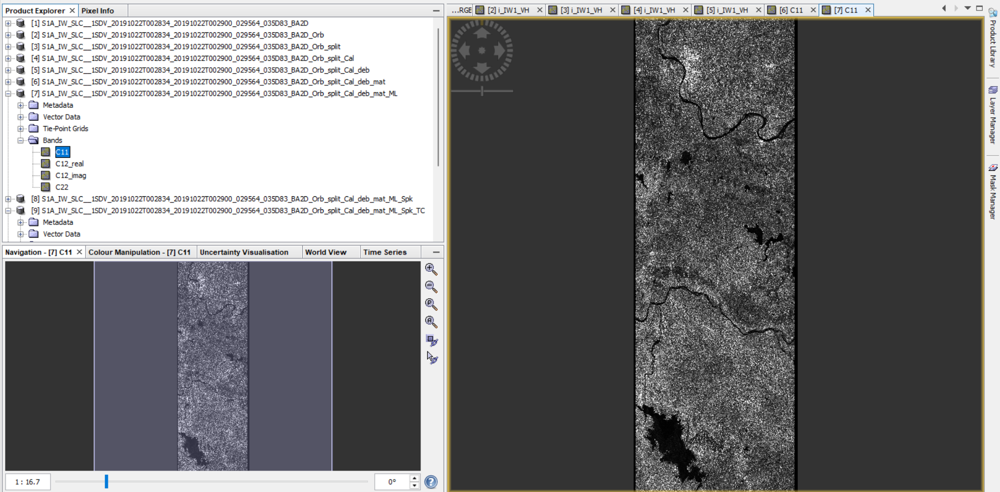 Product Explorer × Pixel Info
[1] S1A_IW_SLC__1SDV_20191022T002834_20191022T002900_029564_035D83_BA2D
[2] S1A_IW_SLC__1SDV_20191022T002834_20191022T002900_029564_035D83_BA2D_Orb
[3] S1A_IW_SLC__1SDV_20191022T002834_20191022T002900_029564_035D83_BA2D_Orb_split
[4] S1A_IW_SLC__1SDV_20191022T002834_20191022T002900_029564_035D83_BA2D_Orb_split_Cal
[5] S1A_IW_SLC__1SDV_20191022T002834_20191022T002900_029564_035D83_BA2D_Orb_split_Cal_deb
[6] S1A_IW_SLC__1SDV_20191022T002834_20191022T002900_029564_035D83_BA2D_Orb_split_Cal_deb_mat
[7] S1A_IW_SLC__1SDV_20191022T002834_20191022T002900_029564_035D83_BA2D_Orb_split_Cal_deb_mat_ML
Metadata
Vector Data
Tie-Point Grids
Bands
C11
C12_real
C12_imag
C22
[8] S1A_IW_SLC__1SDV_20191022T002834_20191022T002900_029564_035D83_BA2D_Orb_split_Cal_deb_mat_ML_Spk
[9] S1A_IW_SLC__1SDV_20191022T002834_20191022T002900_029564_035D83_BA2D_Orb_split_Cal_deb_mat_ML_Spk_TC
Metadata
Vector Data
Navigation - [7] C11 × Colour Manipulation - [7] C11 Uncertainty Visualisation World View Time Series
1 : 16.7 0°
...RGB [2] i_IW1_VH × [3] i_IW1_VH × [4] i_IW1_VH × [5] i_IW1_VH × [6] C11 × [7] C11 ×
Product Library
Layer Manager
Mask Manager